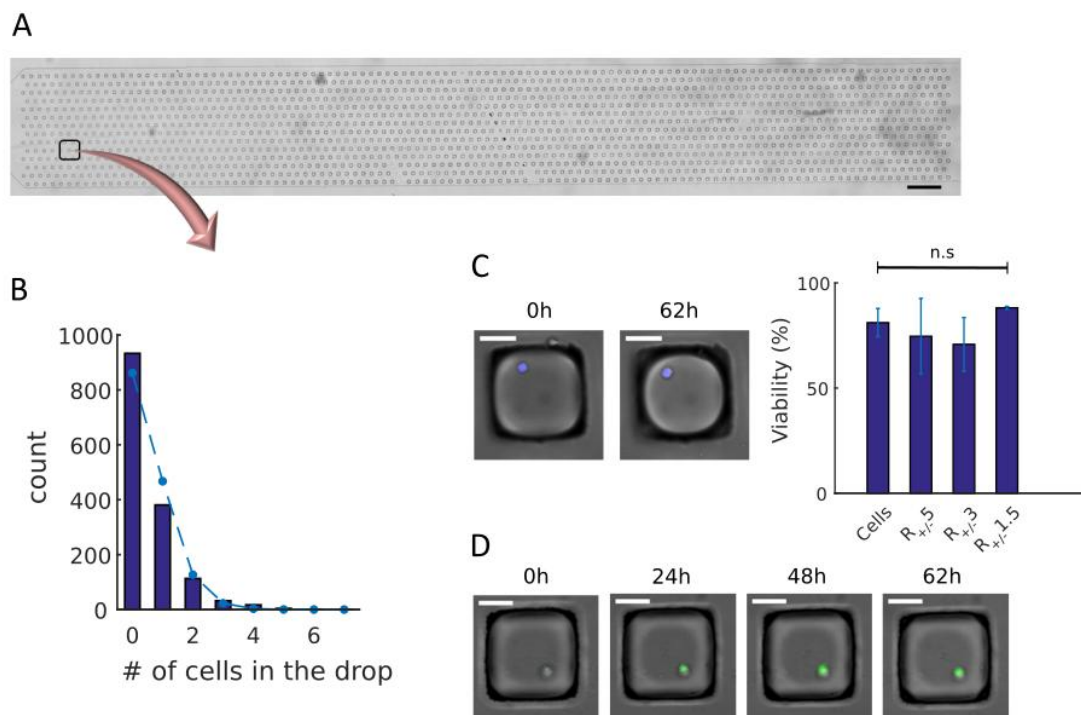 A
B
1000
800
600
400
200
0
count
0 2 4 6
# of cells in the drop
C
0h 62h
n.s
100
50
0
Viability (%)
Cells R+/-5 R+/-3 R+/-1.5
D
0h 24h 48h 62h